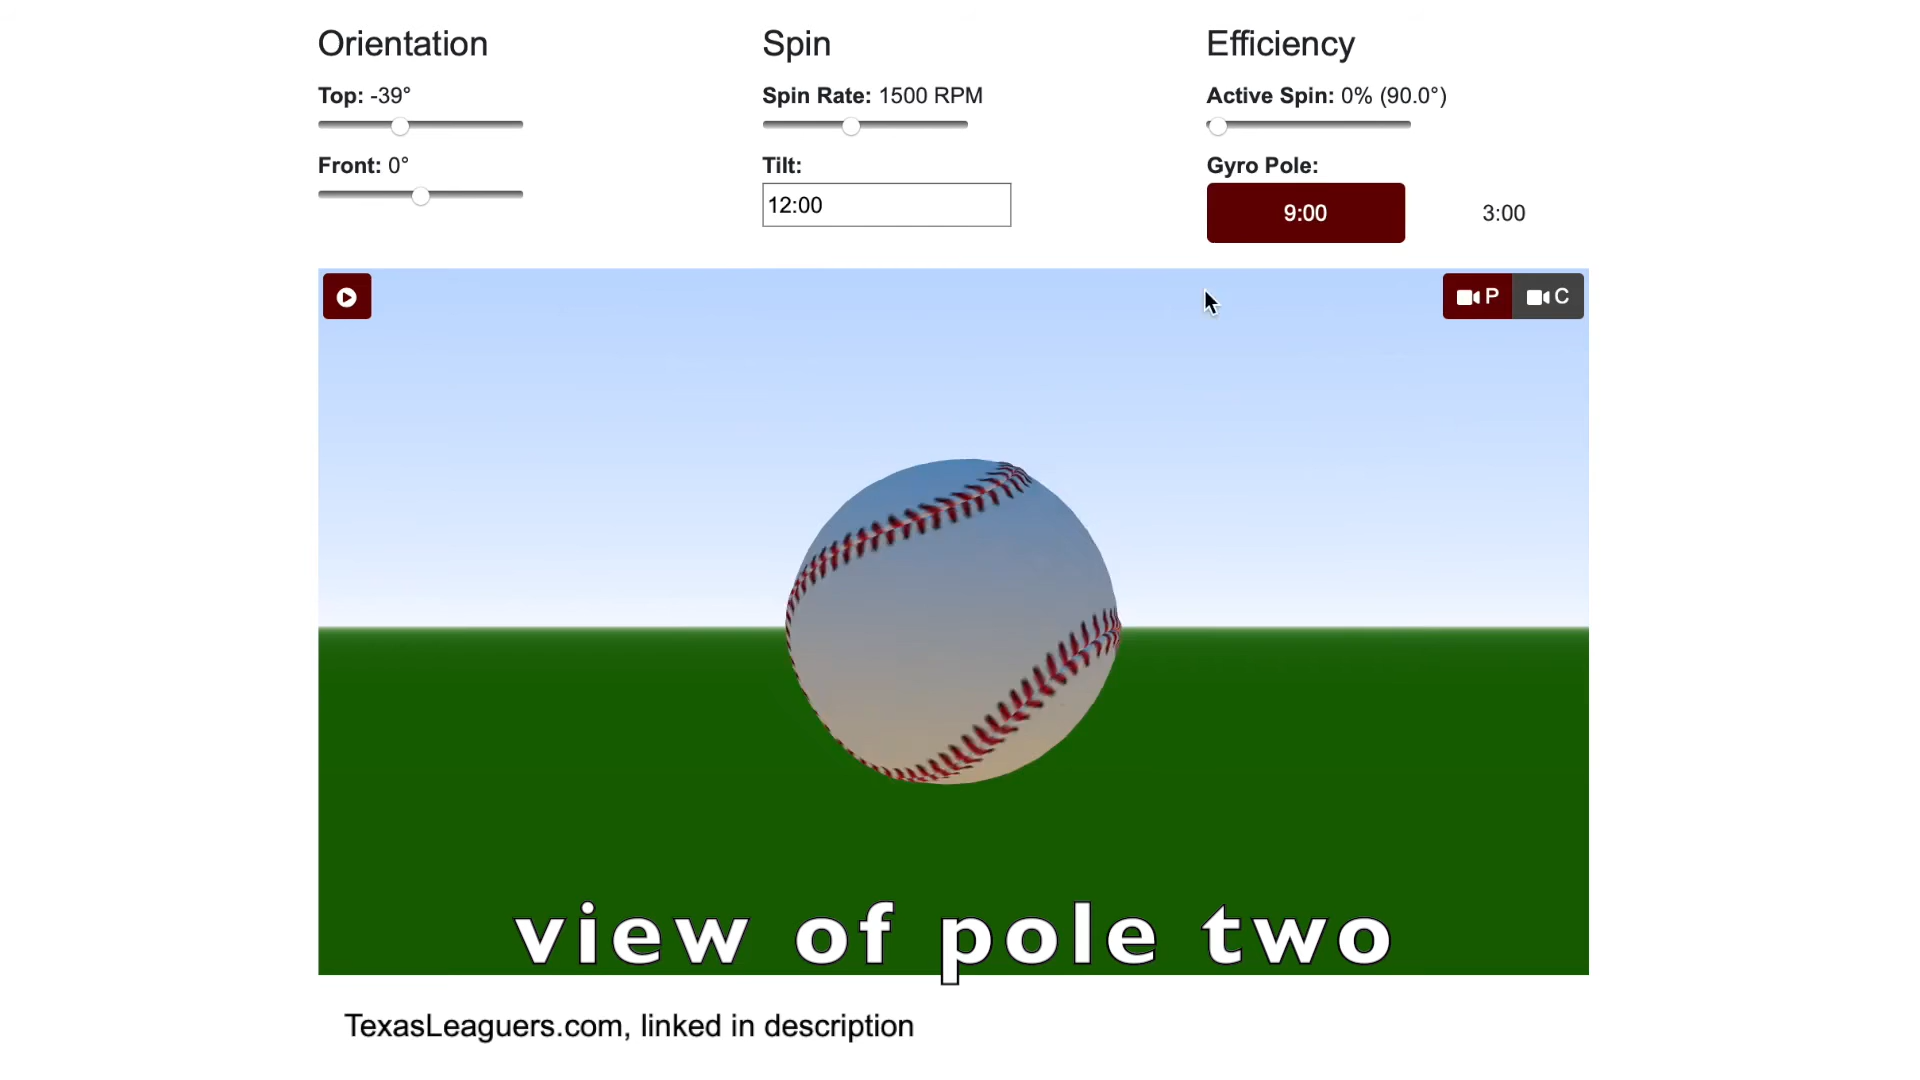 Orientation
Spin
Efficiency
Top: -39°
Spin Rate: 1500 RPM
Active Spin: 0% (90.0°)
Front: 0°
Tilt:
Gyro Pole:
12:00
9:00
3:00
P
C
view of pole two
TexasLeaguers.com, linked in description